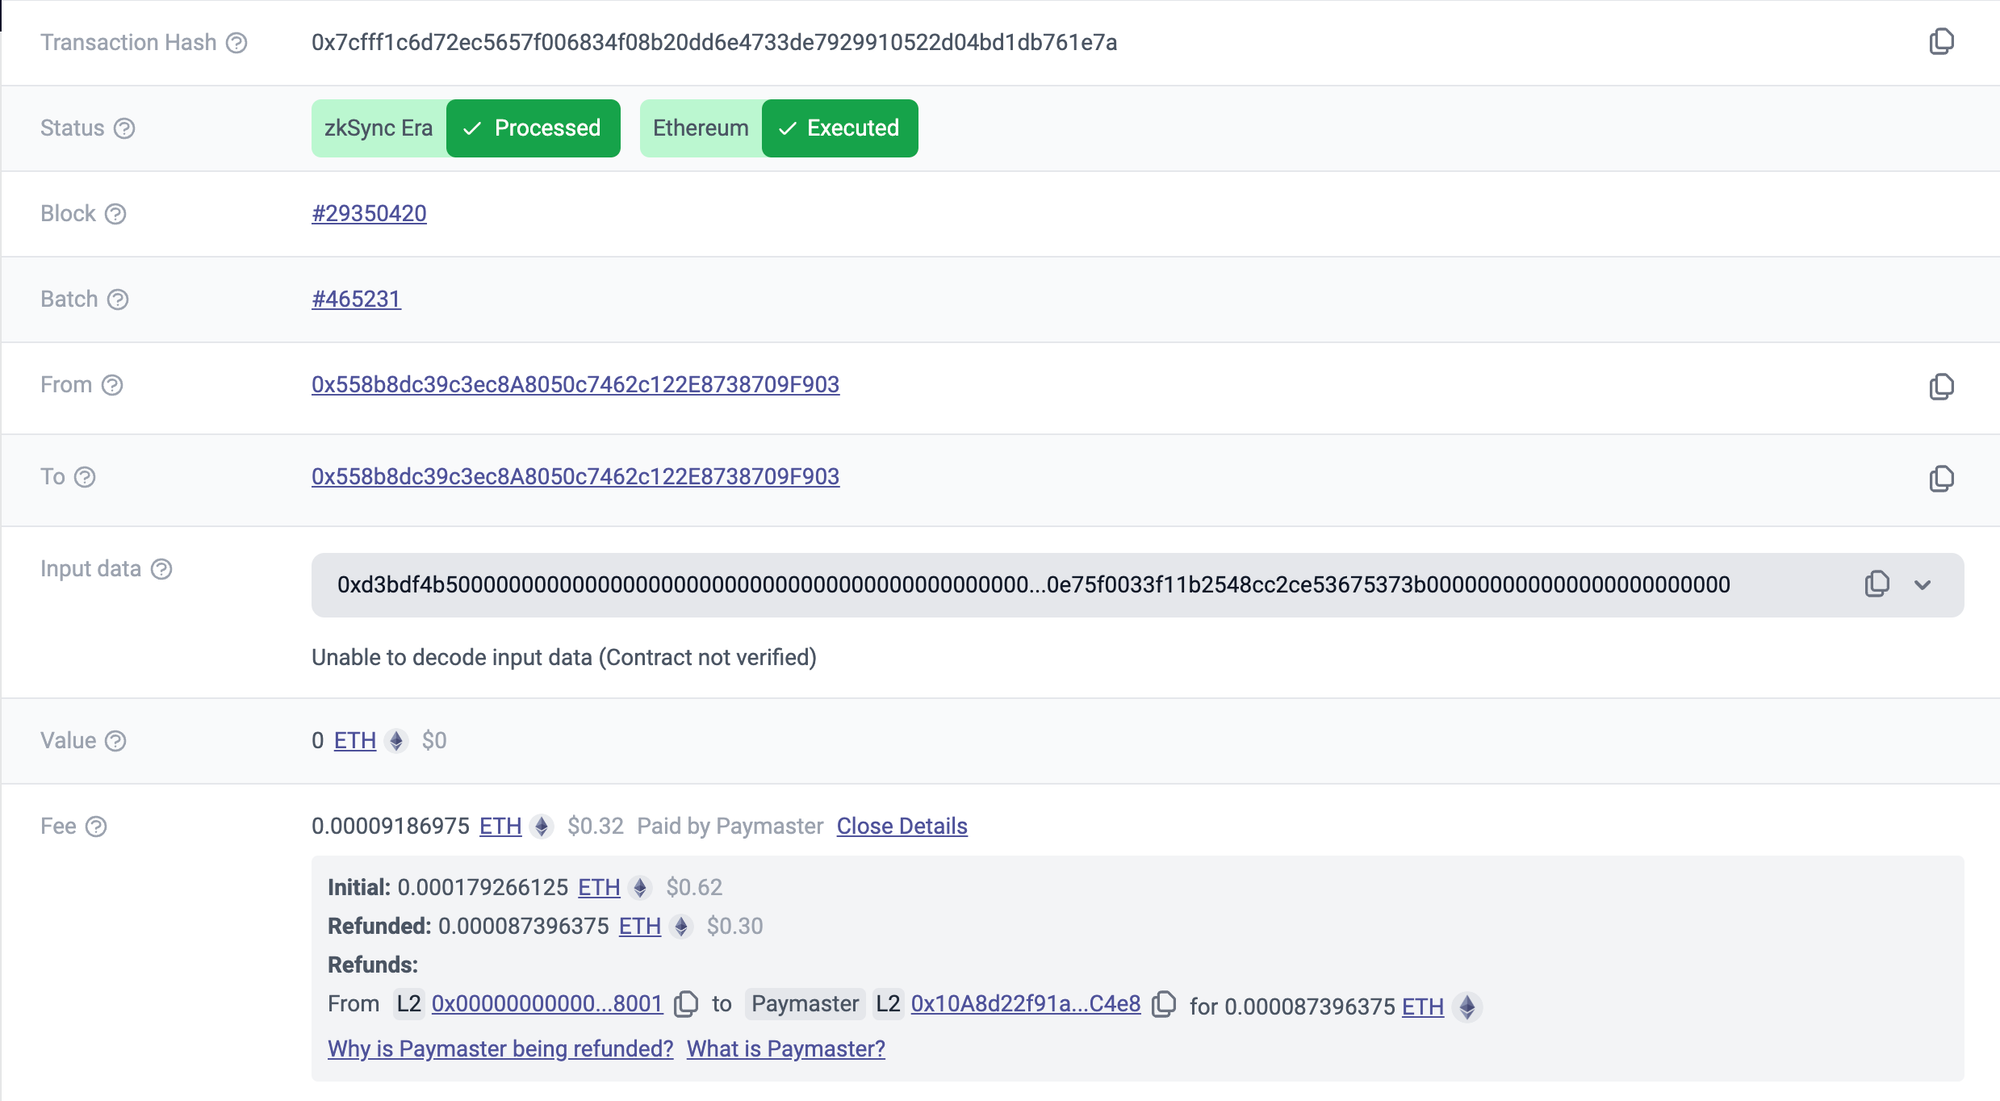 Transaction Hash 0x7cfff1c6d72ec5657f006834f08b20dd6e4733de7929910522d04bd1db761e7a
Status zkSync Era Processed Ethereum Executed
Block #29350420
Batch #465231
From 0x558b8dc39c3ec8A8050c7462c122E8738709F903
To 0x558b8dc39c3ec8A8050c7462c122E8738709F903
Input data 0xd3bdf4b5000000000000000000000000000000000000000000000...0e75f0033f11b2548cc2ce53675373b000000000000000000000000
Unable to decode input data (Contract not verified)
Value 0 ETH $0
Fee 0.00009186975 ETH $0.32 Paid by Paymaster Close Details
Initial: 0.000179266125 ETH $0.62
Refunded: 0.000087396375 ETH $0.30
Refunds:
From L2 0x00000000000...8001 to Paymaster L2 0x10A8d22f91a...C4e8 for 0.000087396375 ETH
Why is Paymaster being refunded? What is Paymaster?